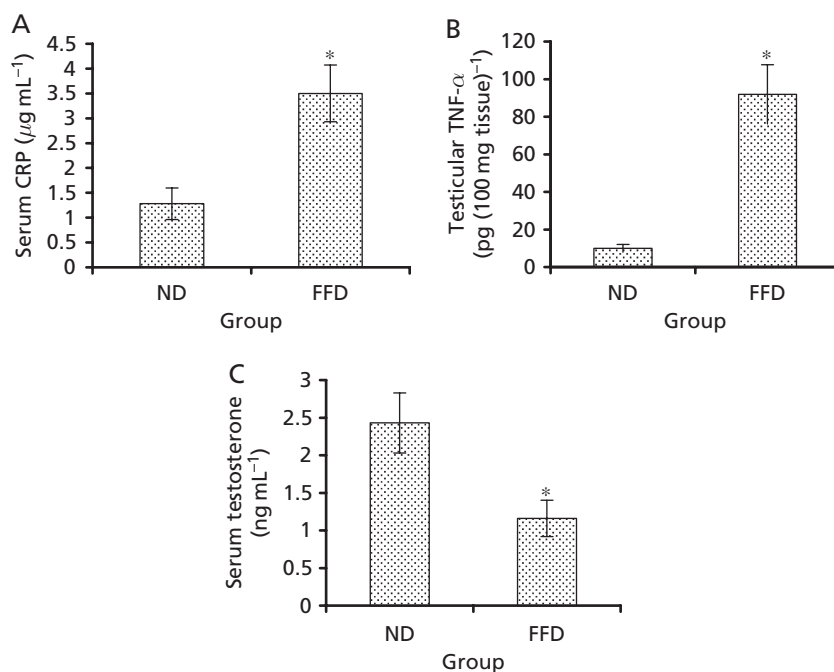 A
Serum CRP (μg mL⁻¹)
4.5
4
3.5
3
2.5
2
1.5
1
0.5
0
*
ND
FFD
Group
B
Testicular TNF-α
(pg (100 mg tissue)⁻¹)
120
100
80
60
40
20
0
*
ND
FFD
Group
C
Serum testosterone
(ng mL⁻¹)
3
2.5
2
1.5
1
0.5
0
*
ND
FFD
Group